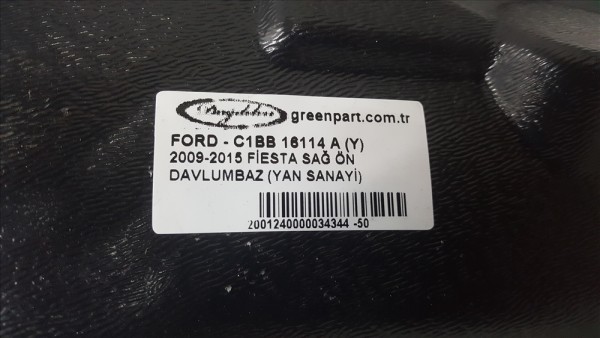 greenpart.com.tr
FORD - C1BB 16114 A (Y)
2009-2015 FİESTA SAĞ ÖN
DAVLUMBAZ (YAN SANAYİ)
2001240000034344 -50